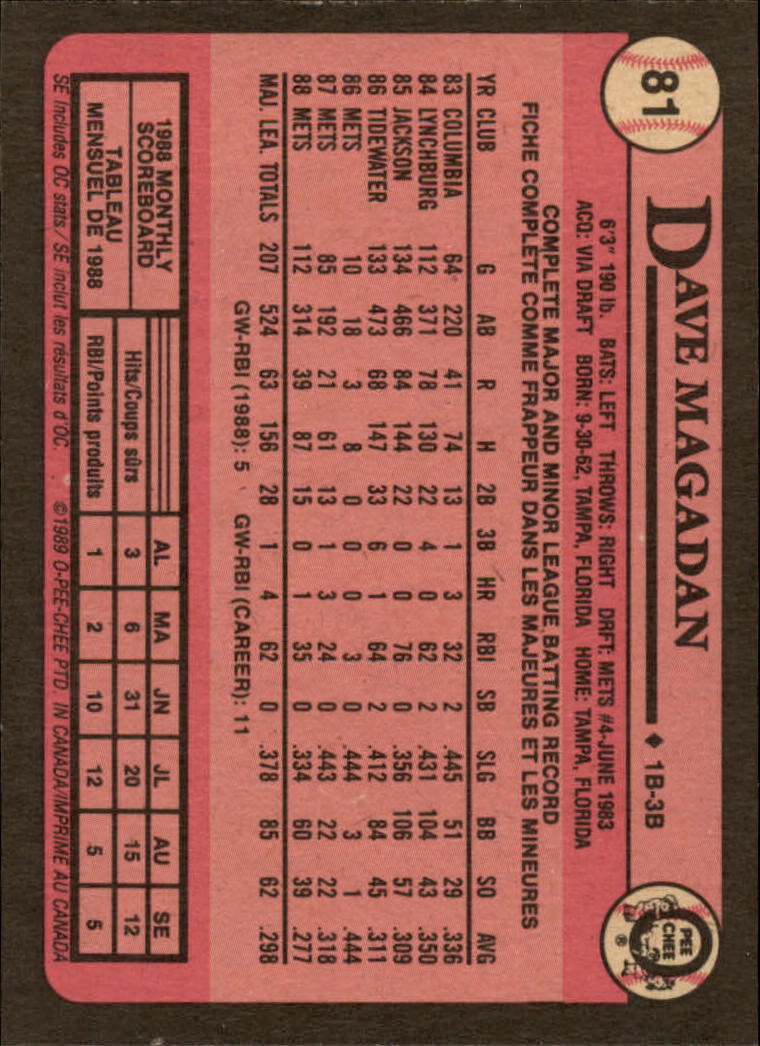 81
DAVE MAGADAN ♦ 1B-3B
PEE
CHEE
®
6'3" 190 lb. BATS: LEFT THROWS: RIGHT DRFT: METS #4-JUNE 1983
ACQ: VIA DRAFT BORN: 9-30-62, TAMPA, FLORIDA HOME: TAMPA, FLORIDA
COMPLETE MAJOR AND MINOR LEAGUE BATTING RECORD
FICHE COMPLÈTE COMME FRAPPEUR DANS LES MAJEURES ET LES MINEURES
YR CLUB G AB R H 2B 3B HR RBI SB SLG BB SO AVG
83 COLUMBIA 64 220 41 74 13 1 3 32 2 .445 51 29 .336
84 LYNCHBURG 112 371 78 130 22 4 0 62 2 .431 104 43 .350
85 JACKSON 134 466 84 144 22 0 0 76 0 .356 106 57 .309
86 TIDEWATER 133 473 68 147 33 6 1 64 2 .412 84 45 .311
86 METS 10 18 3 8 0 0 0 3 0 .444 3 1 .444
87 METS 85 192 21 61 13 1 3 24 0 .443 22 22 .318
88 METS 112 314 39 87 15 0 1 35 0 .334 60 39 .277
MAJ. LEA. TOTALS 207 524 63 156 28 1 4 62 0 .378 85 62 .298
GW-RBI (1988): 5 GW-RBI (CAREER): 11
1988 MONTHLY
SCOREBOARD
TABLEAU
MENSUEL DE 1988
AL MA JN JL AU SE
Hits/Coups sûrs 3 6 31 20 15 12
RBI/Points produits 1 2 10 12 5 5
SE Includes OC stats/SE inclut les résultats d'OC. ©1989 O-PEE-CHEE PTD. IN CANADA/IMPRIMÉ AU CANADA